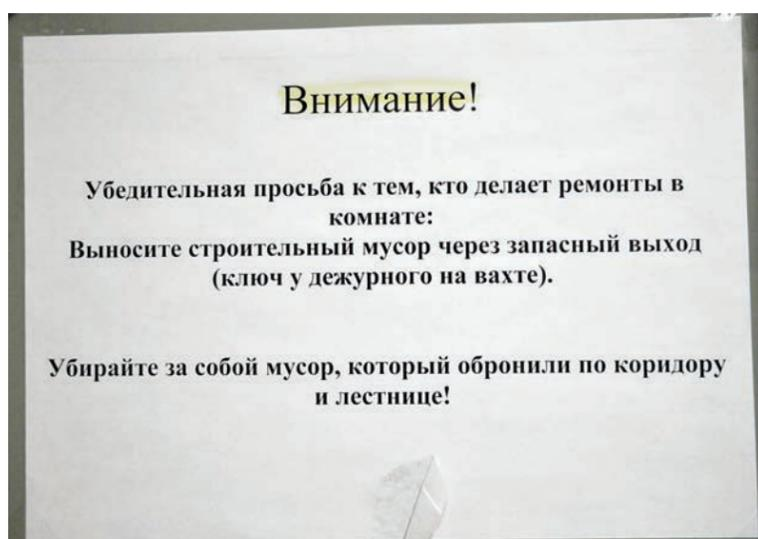 Внимание!
Убедительная просьба к тем, кто делает ремонты в
комнате:
Выносите строительный мусор через запасный выход
(ключ у дежурного на вахте).
Убирайте за собой мусор, который обронили по коридору
и лестнице!